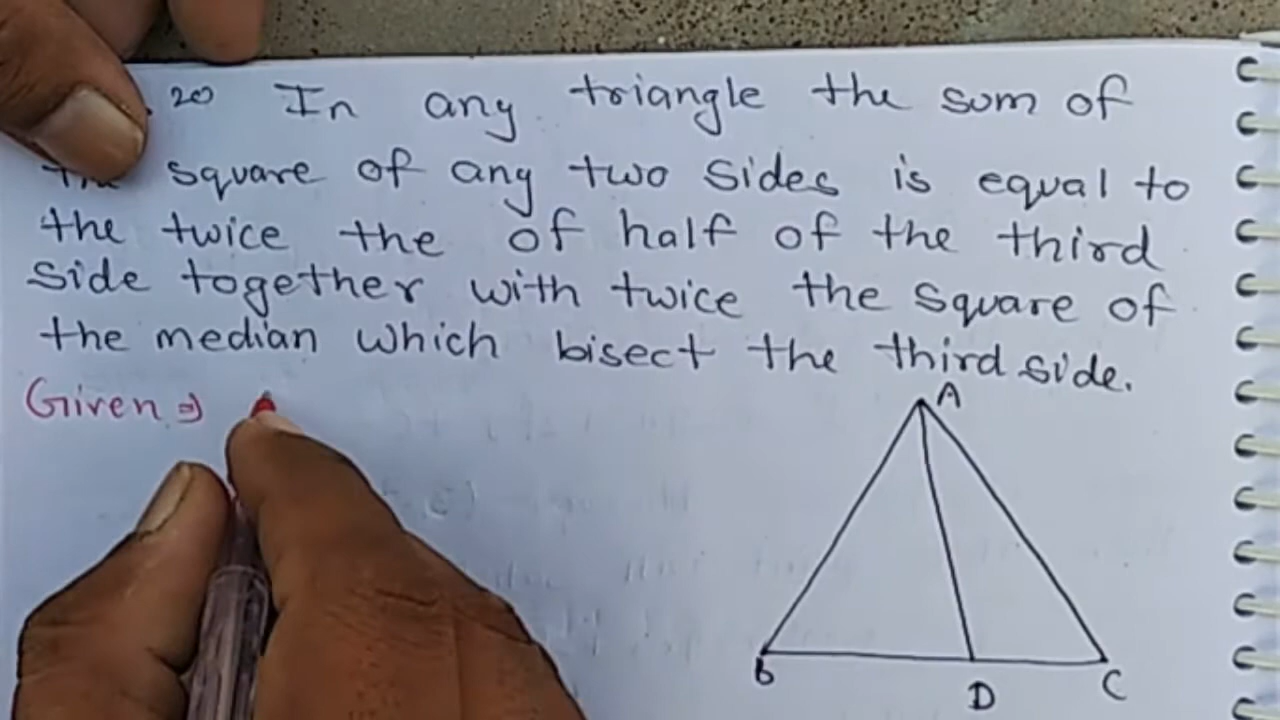 20 In any triangle the sum of
the square of any two sides is equal to
the twice the of half of the third
side together with twice the square of
the median which bisect the third side.
Given ⇒
A
B
D
C